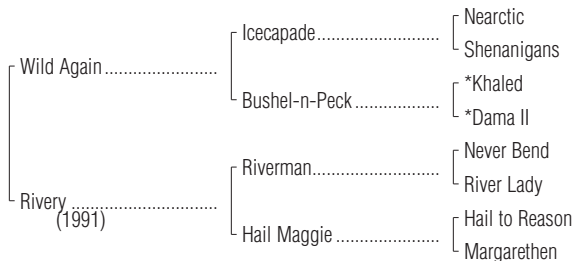 Nearctic
Icecapade
Shenanigans
Wild Again
*Khaled
Bushel-n-Peck
*Dama II
Never Bend
Riverman
River Lady
Rivery
(1991)
Hail to Reason
Hail Maggie
Margarethen